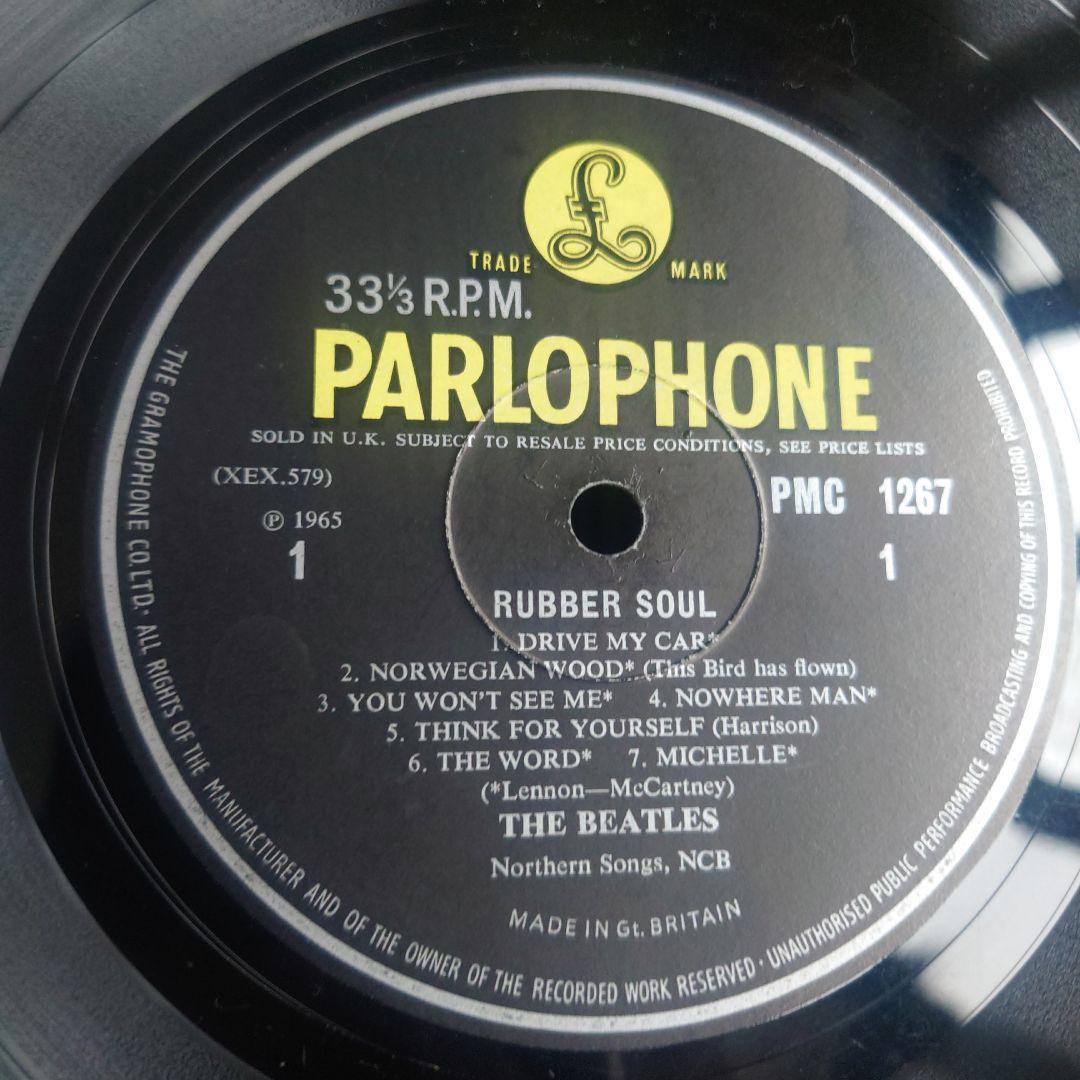 £
TRADE MARK
33⅓ R.P.M.
PARLOPHONE
SOLD IN U.K. SUBJECT TO RESALE PRICE CONDITIONS, SEE PRICE LISTS
(XEX.579)
PMC 1267
℗ 1965
1
1
RUBBER SOUL
1. DRIVE MY CAR*
2. NORWEGIAN WOOD* (This Bird has flown)
3. YOU WON'T SEE ME* 4. NOWHERE MAN*
5. THINK FOR YOURSELF (Harrison)
6. THE WORD* 7. MICHELLE*
(*Lennon—McCartney)
THE BEATLES
Northern Songs, NCB
MADE IN Gt. BRITAIN
THE GRAMOPHONE CO. LTD. · ALL RIGHTS OF THE MANUFACTURER AND OF THE OWNER OF THE RECORDED WORK RESERVED · UNAUTHORISED PUBLIC PERFORMANCE BROADCASTING AND COPYING OF THIS RECORD PROHIBITED